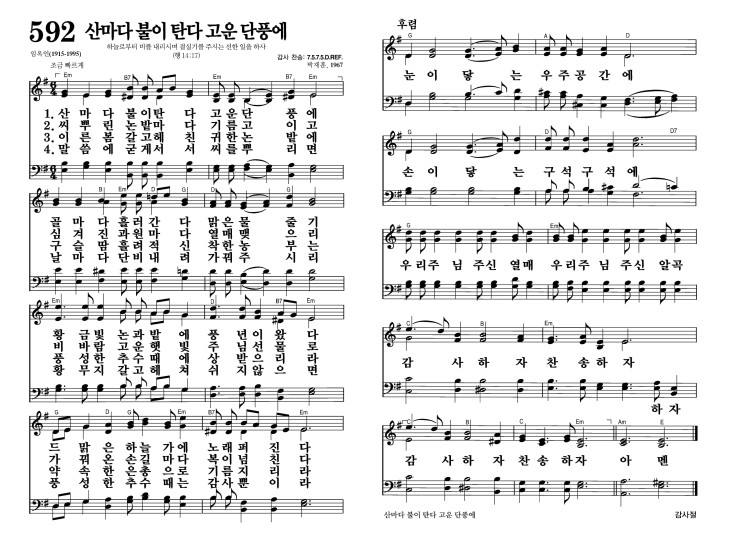 592 산마다 불이 탄다 고운 단풍에
하늘로부터 비를 내리시며 결실기를 주시는 선한 일을 하사
(행 14:17)
임옥인(1915-1995)
감사 찬송: 7.5.7.5.D.REF.
조금 빠르게
박재훈, 1967
Em B7 Em B7 Em
1. 산 마 다 불이탄 다 고운단 풍에
2. 씨 뿌 린 논밭마 다 기름고 이고
3. 이 른 봄 갈고해 친 귀한논 밭에
4. 말 씀 에 굳게서 서 씨를뿌 리면
G B Em G D G
골 마 다 흘러간 다 맑은물 줄 기
심 겨 진 과원마 다 열매맺
구 슬 땀 흘려적 신 농 부 는
날 마 다 단비내 려 가꿔주 시 리
Em B7 Em
황 금 빛 논과밭 에 풍 년이왔 다
비 바 람 고운햇 빛 선물 로
풍 성 한 추수때 에 상 받으리 라
황 무 지 갈고헤 쳐 쉬 지않으 면
G D G Em B7 Em
드 맑 은 하늘 가에 노래퍼 진 다
가 꿔 온 손길 마다 복이넘 친 다
약 속 한 리 라
풍 성 한 추수 때는 감사뿐 이 라
후렴
G A D
눈 이 닿 는 우주공 간 에
G D G D D7
손 이 닿 는 구석구 석 에
G Em
우리주 님 주신 열매 우리주 님 주신 알곡
C B Em
감 사 하 자 찬 송 하 자
하 자
Em B C Em Am E
감 사 하 자 찬 송 하 자 아 멘
산마다 불이 탄다 고운 단풍에
감사절